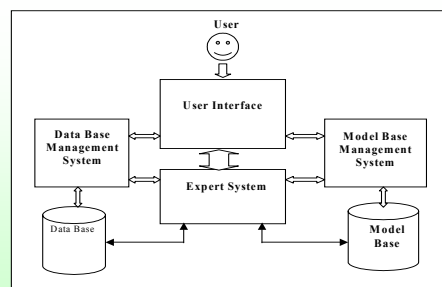 User
User Interface
Data Base
Management
System
Model Base
Management
System
Expert System
Data Base
Model
Base